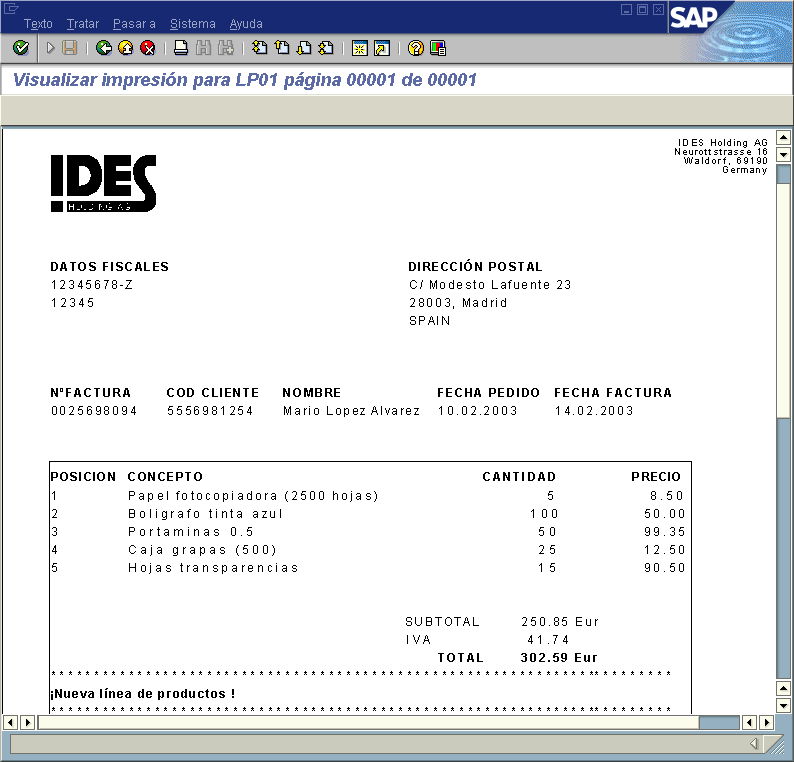 Texto Tratar Pasar a Sistema Ayuda
SAP
Visualizar impresión para LP01 página 00001 de 00001
IDES Holding AG
Neurottstrasse 16
Waldorf, 69190
Germany
IDES
HOLDING AG
DATOS FISCALES DIRECCIÓN POSTAL
12345678-Z C/ Modesto Lafuente 23
12345 28003, Madrid
SPAIN
NºFACTURA COD CLIENTE NOMBRE FECHA PEDIDO FECHA FACTURA
0025698094 5556981254 Mario Lopez Alvarez 10.02.2003 14.02.2003
POSICION CONCEPTO CANTIDAD PRECIO
1 Papel fotocopiadora (2500 hojas) 5 8.50
2 Boligrafo tinta azul 100 50.00
3 Portaminas 0.5 50 99.35
4 Caja grapas (500) 25 12.50
5 Hojas transparencias 15 90.50
SUBTOTAL 250.85 Eur
IVA 41.74
TOTAL 302.59 Eur
¡Nueva línea de productos !